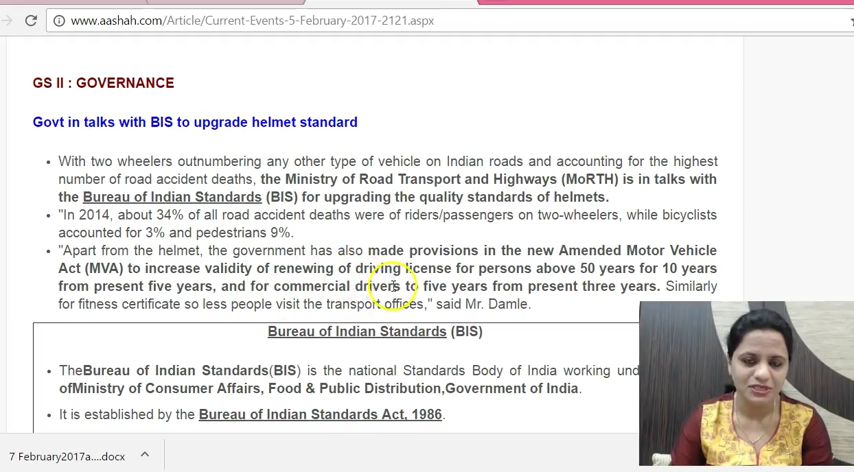 www.aashah.com/Article/Current-Events-5-February-2017-2121.aspx
GS II : GOVERNANCE
Govt in talks with BIS to upgrade helmet standard
• With two wheelers outnumbering any other type of vehicle on Indian roads and accounting for the highest
number of road accident deaths, the Ministry of Road Transport and Highways (MoRTH) is in talks with
the Bureau of Indian Standards (BIS) for upgrading the quality standards of helmets.
• "In 2014, about 34% of all road accident deaths were of riders/passengers on two-wheelers, while bicyclists
accounted for 3% and pedestrians 9%.
• "Apart from the helmet, the government has also made provisions in the new Amended Motor Vehicle
Act (MVA) to increase validity of renewing of driving license for persons above 50 years for 10 years
from present five years, and for commercial drivers to five years from present three years. Similarly
for fitness certificate so less people visit the transport offices," said Mr. Damle.
Bureau of Indian Standards (BIS)
• TheBureau of Indian Standards(BIS) is the national Standards Body of India working
ofMinistry of Consumer Affairs, Food & Public Distribution,Government of India.
• It is established by the Bureau of Indian Standards Act, 1986.
7 February2017a....docx